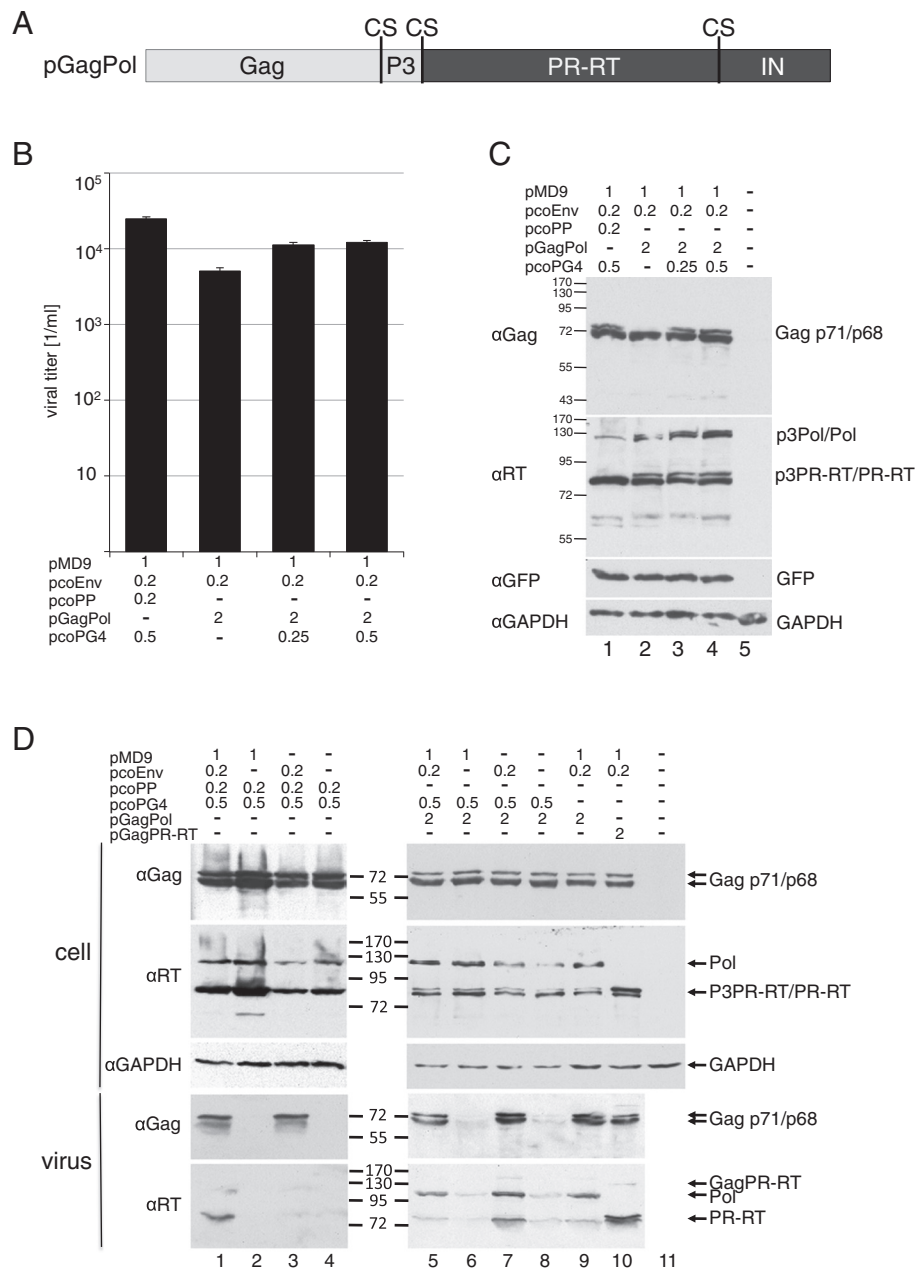 A
CS CS CS
pGagPol Gag P3 PR-RT IN
B
10⁵
10⁴
10³
10²
10
viral titer [1/ml]
pMD9 1 1 1 1
pcoEnv 0.2 0.2 0.2 0.2
pcoPP 0.2 - - -
pGagPol - 2 2 2
pcoPG4 0.5 - 0.25 0.5
C
pMD9 1 1 1 1 -
pcoEnv 0.2 0.2 0.2 0.2 -
pcoPP 0.2 - - - -
pGagPol - 2 2 2 -
pcoPG4 0.5 - 0.25 0.5 -
170
130
95
αGag 72 Gag p71/p68
55
43
170
130 p3Pol/Pol
95
αRT p3PR-RT/PR-RT
72
55
αGFP GFP
αGAPDH GAPDH
1 2 3 4 5
D
pMD9 1 1 - - 1 1 - - 1 1 -
pcoEnv 0.2 - 0.2 - 0.2 - 0.2 - 0.2 0.2 -
pcoPP 0.2 0.2 0.2 0.2 - - - - - - -
pcoPG4 0.5 0.5 0.5 0.5 0.5 0.5 0.5 0.5 - - -
pGagPol - - - - 2 2 2 2 2 - -
pGagPR-RT - - - - - - - - - 2 -
cell
αGag 72 Gag p71/p68
55
170
130 Pol
αRT 95 P3PR-RT/PR-RT
72
αGAPDH GAPDH
virus
αGag 72 Gag p71/p68
55
170
130 GagPR-RT
αRT 95 Pol
72 PR-RT
1 2 3 4 5 6 7 8 9 10 11